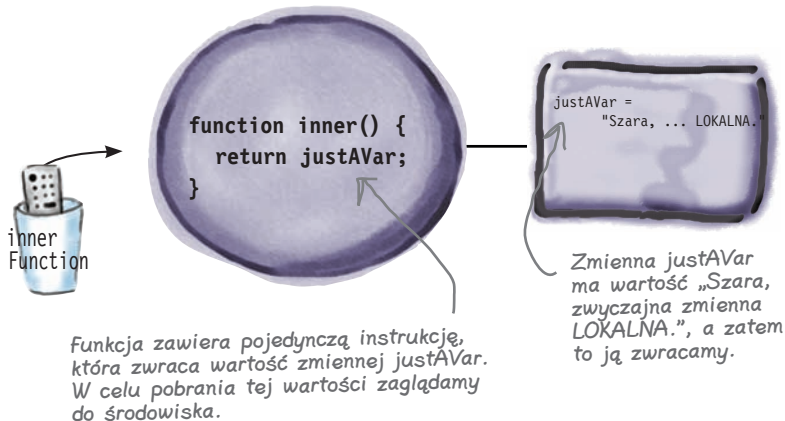 function inner() {
return justAVar;
}
justAVar =
"Szara, ... LOKALNA."
inner
Function
Zmienna justAVar
ma wartość „Szara,
zwyczajna zmienna
LOKALNA.”, a zatem
to ją zwracamy.
Funkcja zawiera pojedynczą instrukcję,
która zwraca wartość zmiennej justAVar.
W celu pobrania tej wartości zaglądamy
do środowiska.